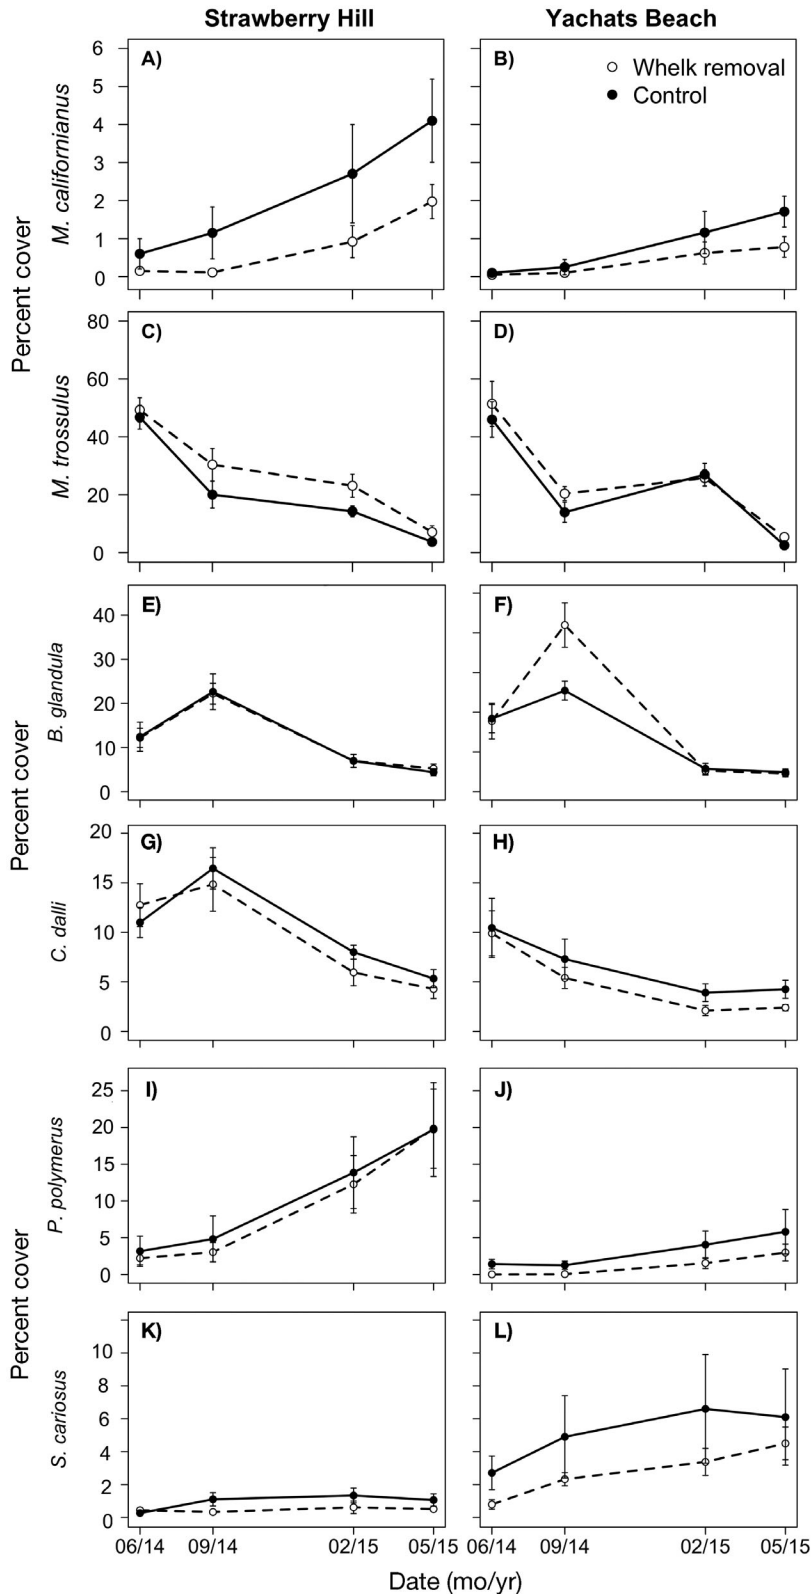 Strawberry Hill Yachats Beach
A) B)
Whelk removal
Control
6
5
4
3
2
1
0
M. californianus
Percent cover
C) D)
80
60
40
20
0
M. trossulus
E) F)
40
30
20
10
0
B. glandula
Percent cover
G) H)
20
15
10
5
0
C. dalli
I) J)
25
20
15
10
5
0
P. polymerus
Percent cover
K) L)
10
8
6
4
2
0
S. cariosus
06/14 09/14 02/15 05/15 06/14 09/14 02/15 05/15
Date (mo/yr)